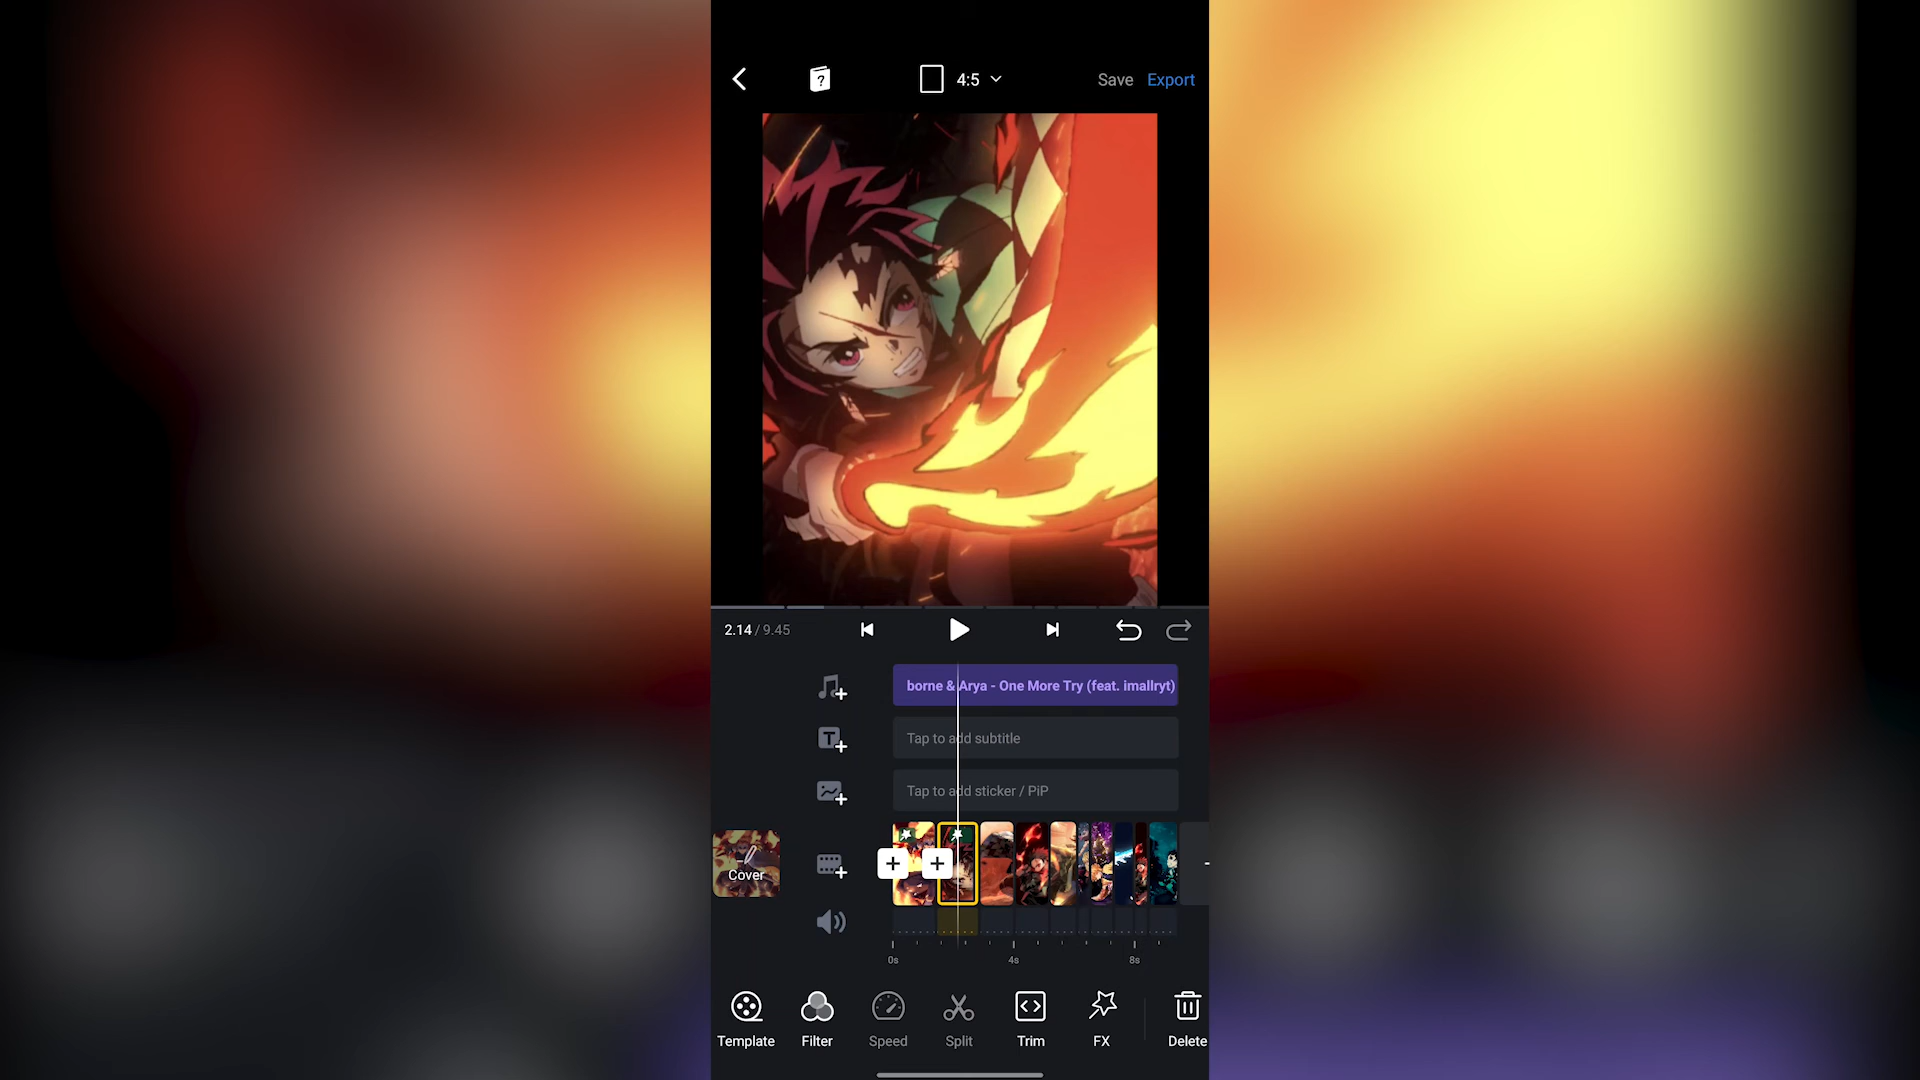 4:5
Save
Export
2.14 / 9.45
borne & Arya - One More Try (feat. imallryt)
Tap to add subtitle
Tap to add sticker / PiP
Cover
0s
4s
8s
Template
Filter
Speed
Split
Trim
FX
Delete